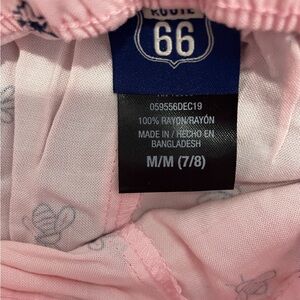 ROUTE
66
059556DEC19
100% RAYON/RAYÓN
MADE IN / HECHO EN
BANGLADESH
M/M (7/8)